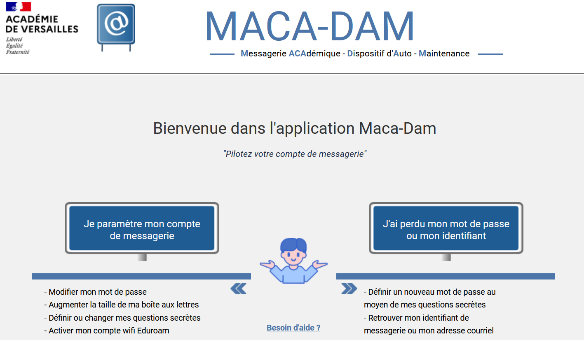 ACADÉMIE
DE VERSAILLES
Liberté
Égalité
Fraternité
@
MACA-DAM
Messagerie ACAdémique - Dispositif d'Auto - Maintenance
Bienvenue dans l'application Maca-Dam
"Pilotez votre compte de messagerie"
Je paramètre mon compte
de messagerie
- Modifier mon mot de passe
- Augmenter la taille de ma boîte aux lettres
- Définir ou changer mes questions secrètes
- Activer mon compte wifi Eduroam
Besoin d'aide ?
J'ai perdu mon mot de passe
ou mon identifiant
- Définir un nouveau mot de passe au
moyen de mes questions secrètes
- Retrouver mon identifiant de
messagerie ou mon adresse courriel